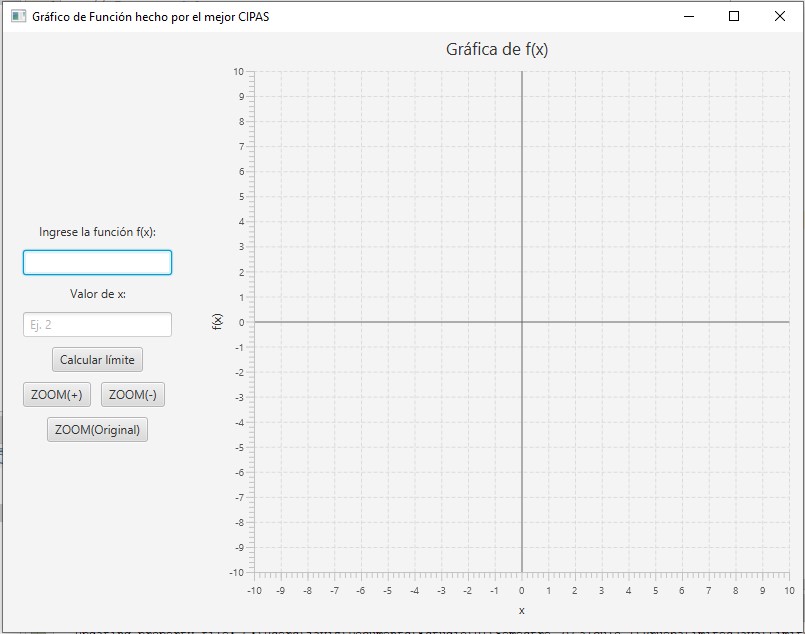 Gráfico de Función hecho por el mejor CIPAS
Gráfica de f(x)
Ingrese la función f(x):
Valor de x:
Ej. 2
Calcular límite
ZOOM(+) ZOOM(-)
ZOOM(Original)
f(x)
10
9
8
7
6
5
4
3
2
1
0
-1
-2
-3
-4
-5
-6
-7
-8
-9
-10
-10 -9 -8 -7 -6 -5 -4 -3 -2 -1 0 1 2 3 4 5 6 7 8 9 10
x